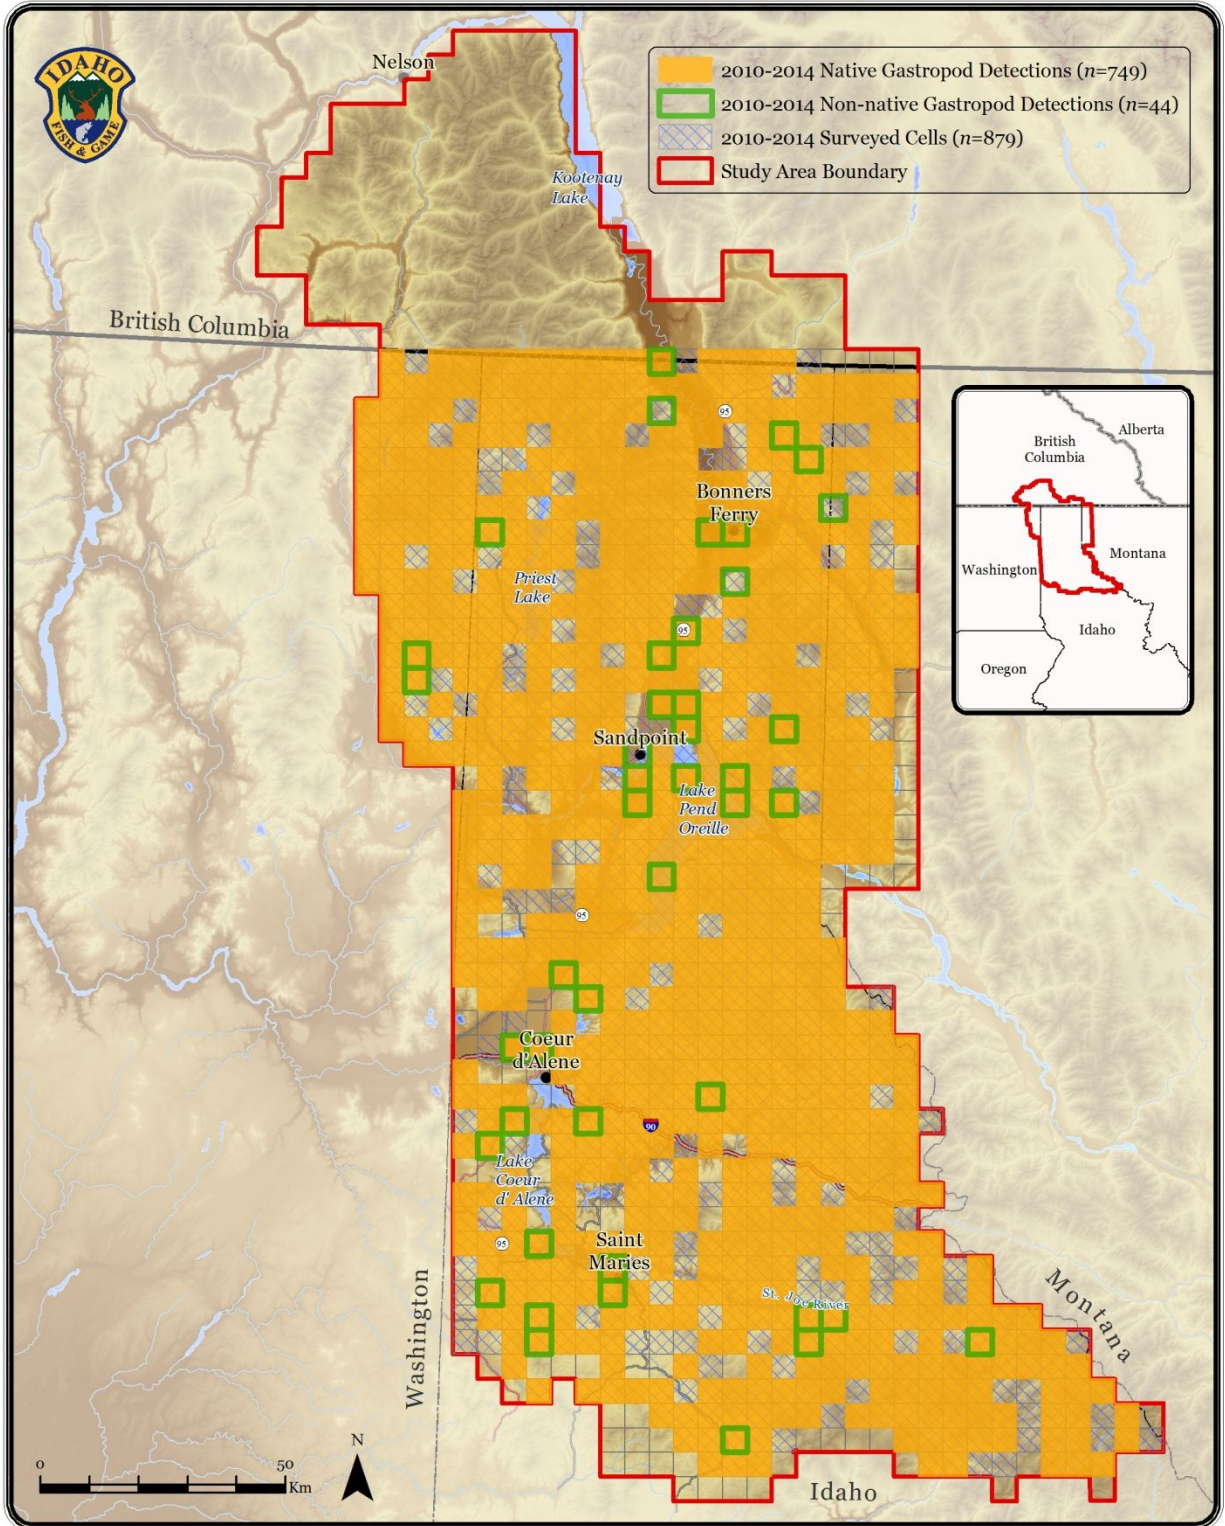 IDAHO
FISH & GAME
Nelson
2010-2014 Native Gastropod Detections (n=749)
2010-2014 Non-native Gastropod Detections (n=44)
2010-2014 Surveyed Cells (n=879)
Study Area Boundary
Kootenay
Lake
British Columbia
95
Bonners
Ferry
Priest
Lake
95
Alberta
British
Columbia
Washington
Montana
Idaho
Oregon
Sandpoint
Lake
Pend
Oreille
95
Coeur
d'Alene
90
Lake
Coeur
d' Alene
95
Saint
Maries
St. Joe River
Montana
Washington
Idaho
N
0 50
Km